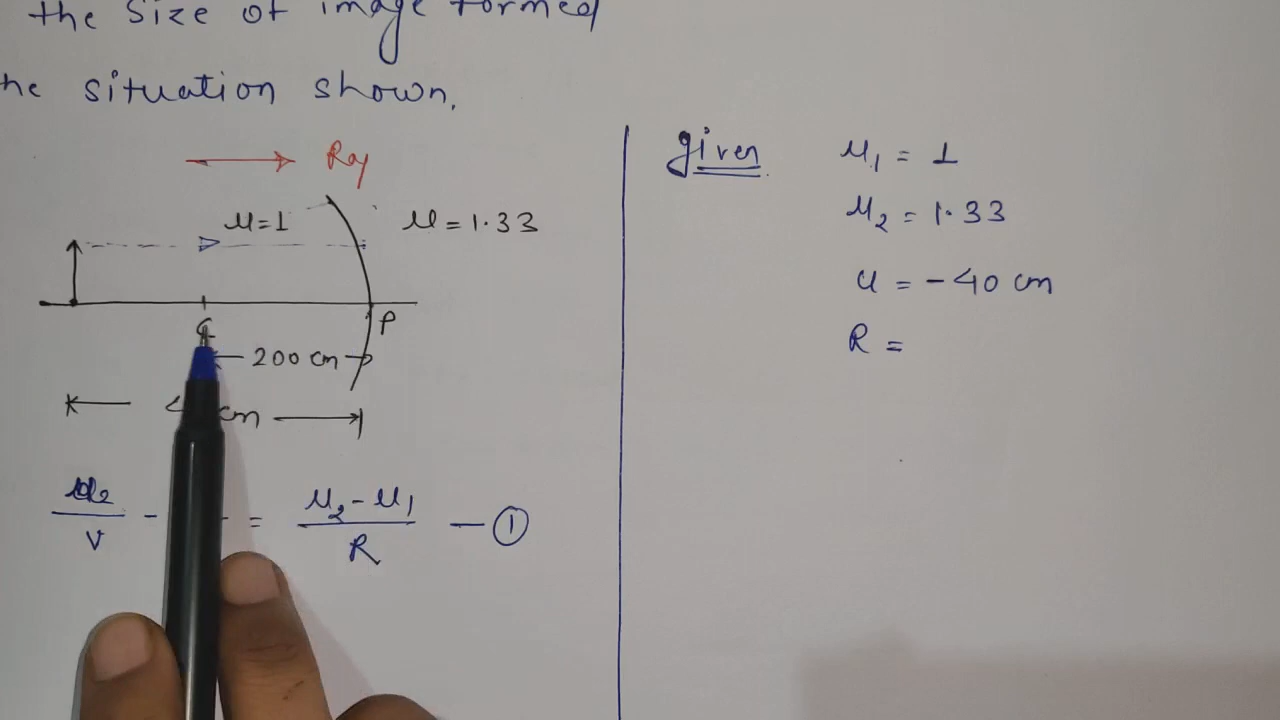 the size of image formed
he situation shown.
Ray
μ=1
μ = 1.33
C
P
200 cm
cm
v
- =
μ2 - μ1
R
- ①
given
μ1 = 1
μ2 = 1.33
u = -40 cm
R =